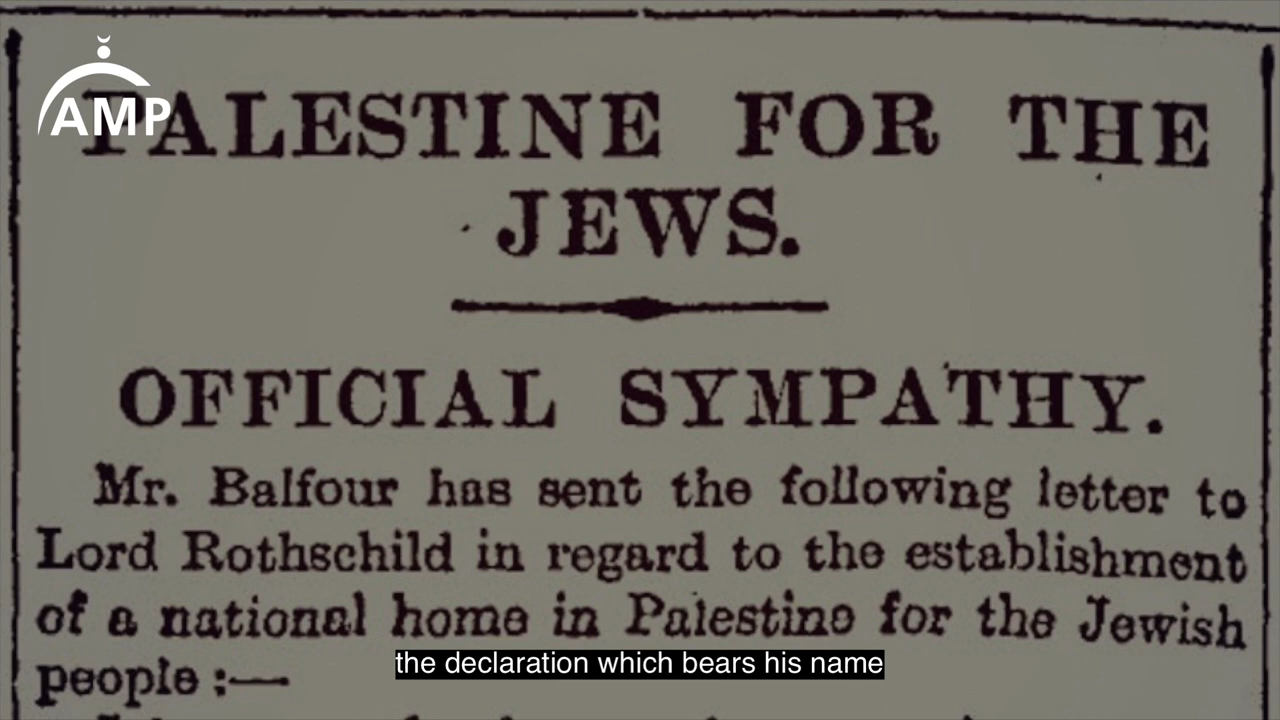 AMP
PALESTINE FOR THE
JEWS.
OFFICIAL SYMPATHY.
Mr. Balfour has sent the following letter to
Lord Rothschild in regard to the establishment
of a national home in Palestine for the Jewish
people :—
the declaration which bears his name